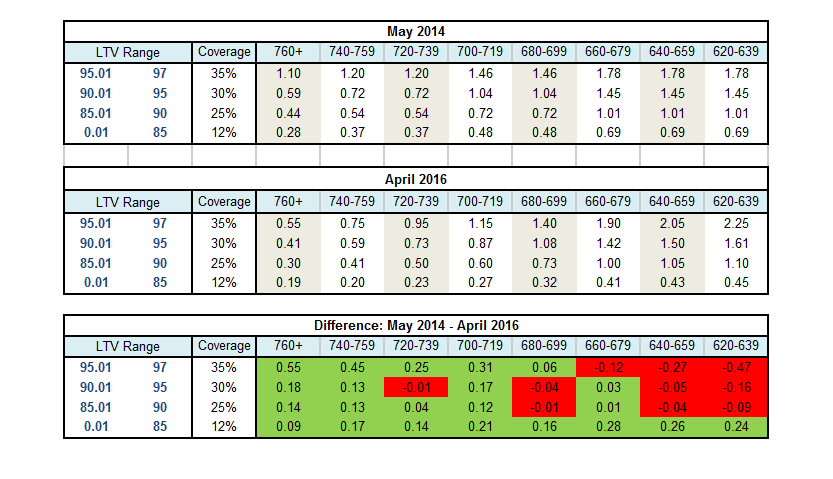 May 2014
LTV Range Coverage 760+ 740-759 720-739 700-719 680-699 660-679 640-659 620-639
95.01 97 35% 1.10 1.20 1.20 1.46 1.46 1.78 1.78 1.78
90.01 95 30% 0.59 0.72 0.72 1.04 1.04 1.45 1.45 1.45
85.01 90 25% 0.44 0.54 0.54 0.72 0.72 1.01 1.01 1.01
0.01 85 12% 0.28 0.37 0.37 0.48 0.48 0.69 0.69 0.69
April 2016
LTV Range Coverage 760+ 740-759 720-739 700-719 680-699 660-679 640-659 620-639
95.01 97 35% 0.55 0.75 0.95 1.15 1.40 1.90 2.05 2.25
90.01 95 30% 0.41 0.59 0.73 0.87 1.08 1.42 1.50 1.61
85.01 90 25% 0.30 0.41 0.50 0.60 0.73 1.00 1.05 1.10
0.01 85 12% 0.19 0.20 0.23 0.27 0.32 0.41 0.43 0.45
Difference: May 2014 - April 2016
LTV Range Coverage 760+ 740-759 720-739 700-719 680-699 660-679 640-659 620-639
95.01 97 35% 0.55 0.45 0.25 0.31 0.06 -0.12 -0.27 -0.47
90.01 95 30% 0.18 0.13 -0.01 0.17 -0.04 0.03 -0.05 -0.16
85.01 90 25% 0.14 0.13 0.04 0.12 -0.01 0.01 -0.04 -0.09
0.01 85 12% 0.09 0.17 0.14 0.21 0.16 0.28 0.26 0.24